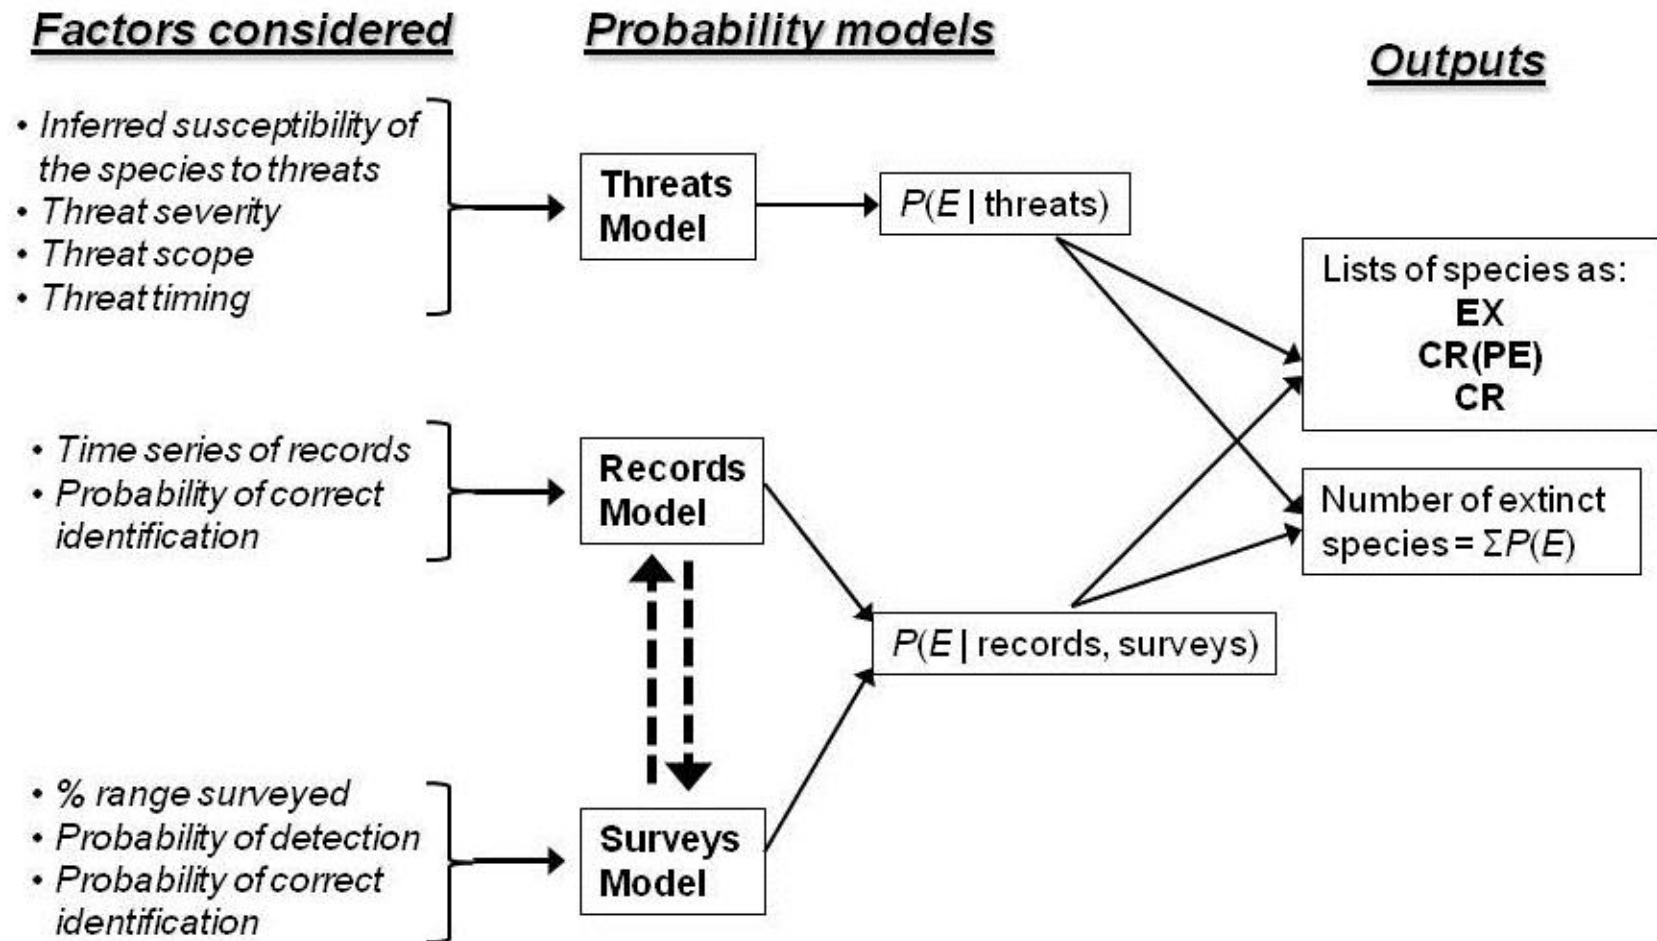 Factors considered
Probability models
Outputs
• Inferred susceptibility of
the species to threats
• Threat severity
• Threat scope
• Threat timing
Threats
Model
P(E | threats)
Lists of species as:
EX
CR(PE)
CR
• Time series of records
• Probability of correct
identification
Records
Model
Number of extinct
species = ΣP(E)
P(E | records, surveys)
• % range surveyed
• Probability of detection
• Probability of correct
identification
Surveys
Model